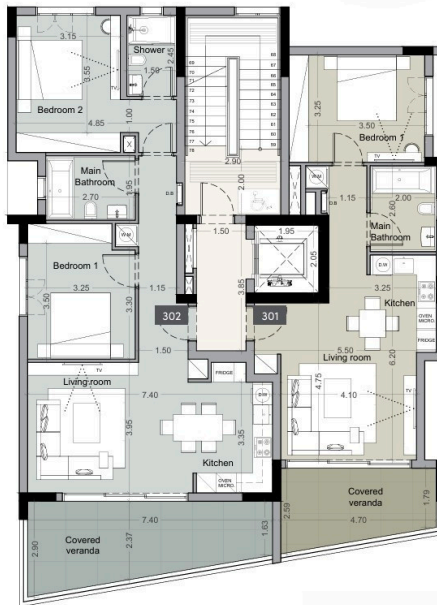 3.15
3.55
TV
Bedroom 2
4.85
1.00
Shower
1.50
2.45
X
Main
Bathroom
2.70
1.95
D.B
W.M
2.90
2.00
1.50
3.85
1.95
2.05
3.25
3.50
Bedroom 1
TV
1.15
D.B
W.M
2.00
2.60
Main
Bathroom
Bedroom 1
3.25
3.50
3.30
1.15
TV
1.50
302
301
D.W
3.25
Kitchen
OVEN
MICRO.
FRIDGE
5.50
6.20
Living room
4.75
4.10
TV
Living room
7.40
3.95
FRIDGE
D.W
3.35
Kitchen
OVEN
MICRO.
7.40
2.90
2.37
1.63
Covered
veranda
2.59
Covered
veranda
4.70
1.79